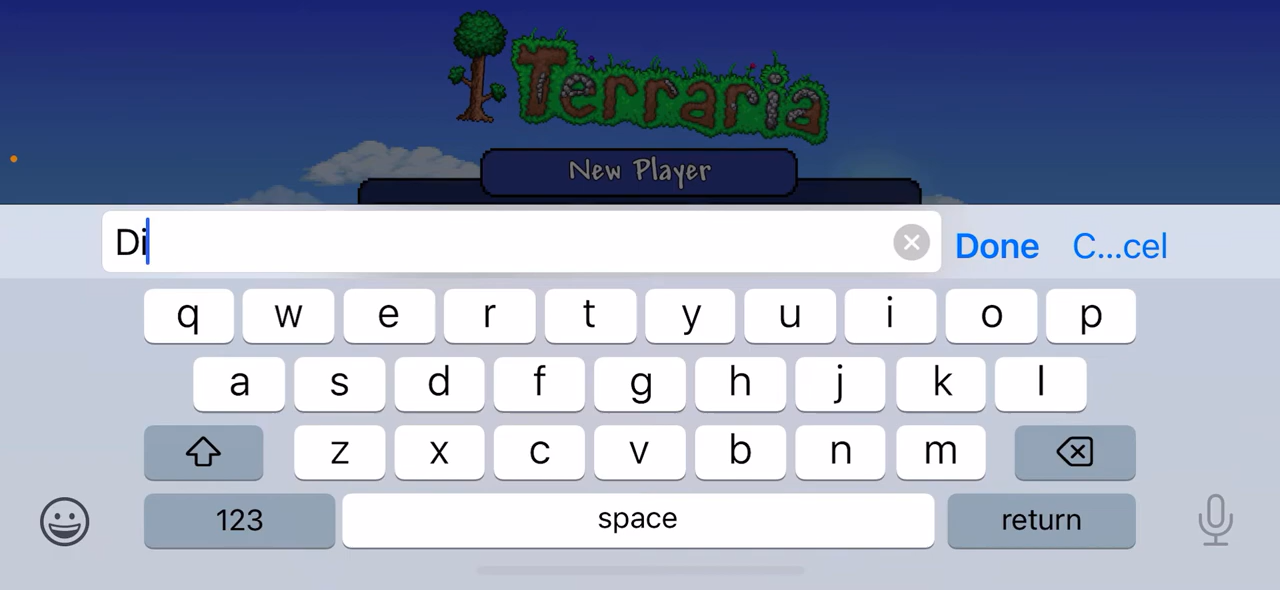 Terraria
New Player
Di
Done C...cel
q w e r t y u i o p
a s d f g h j k l
z x c v b n m
123 space return